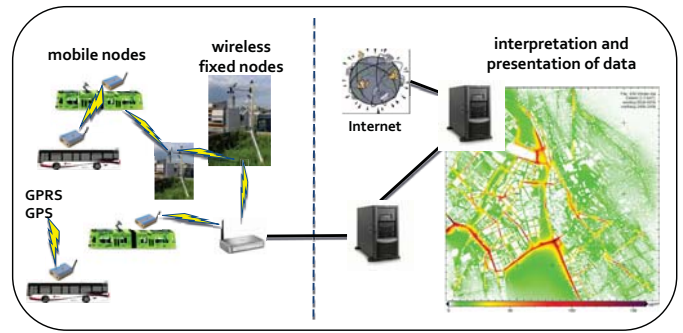 mobile nodes
wireless
fixed nodes
interpretation and
presentation of data
Internet
GPRS
GPS